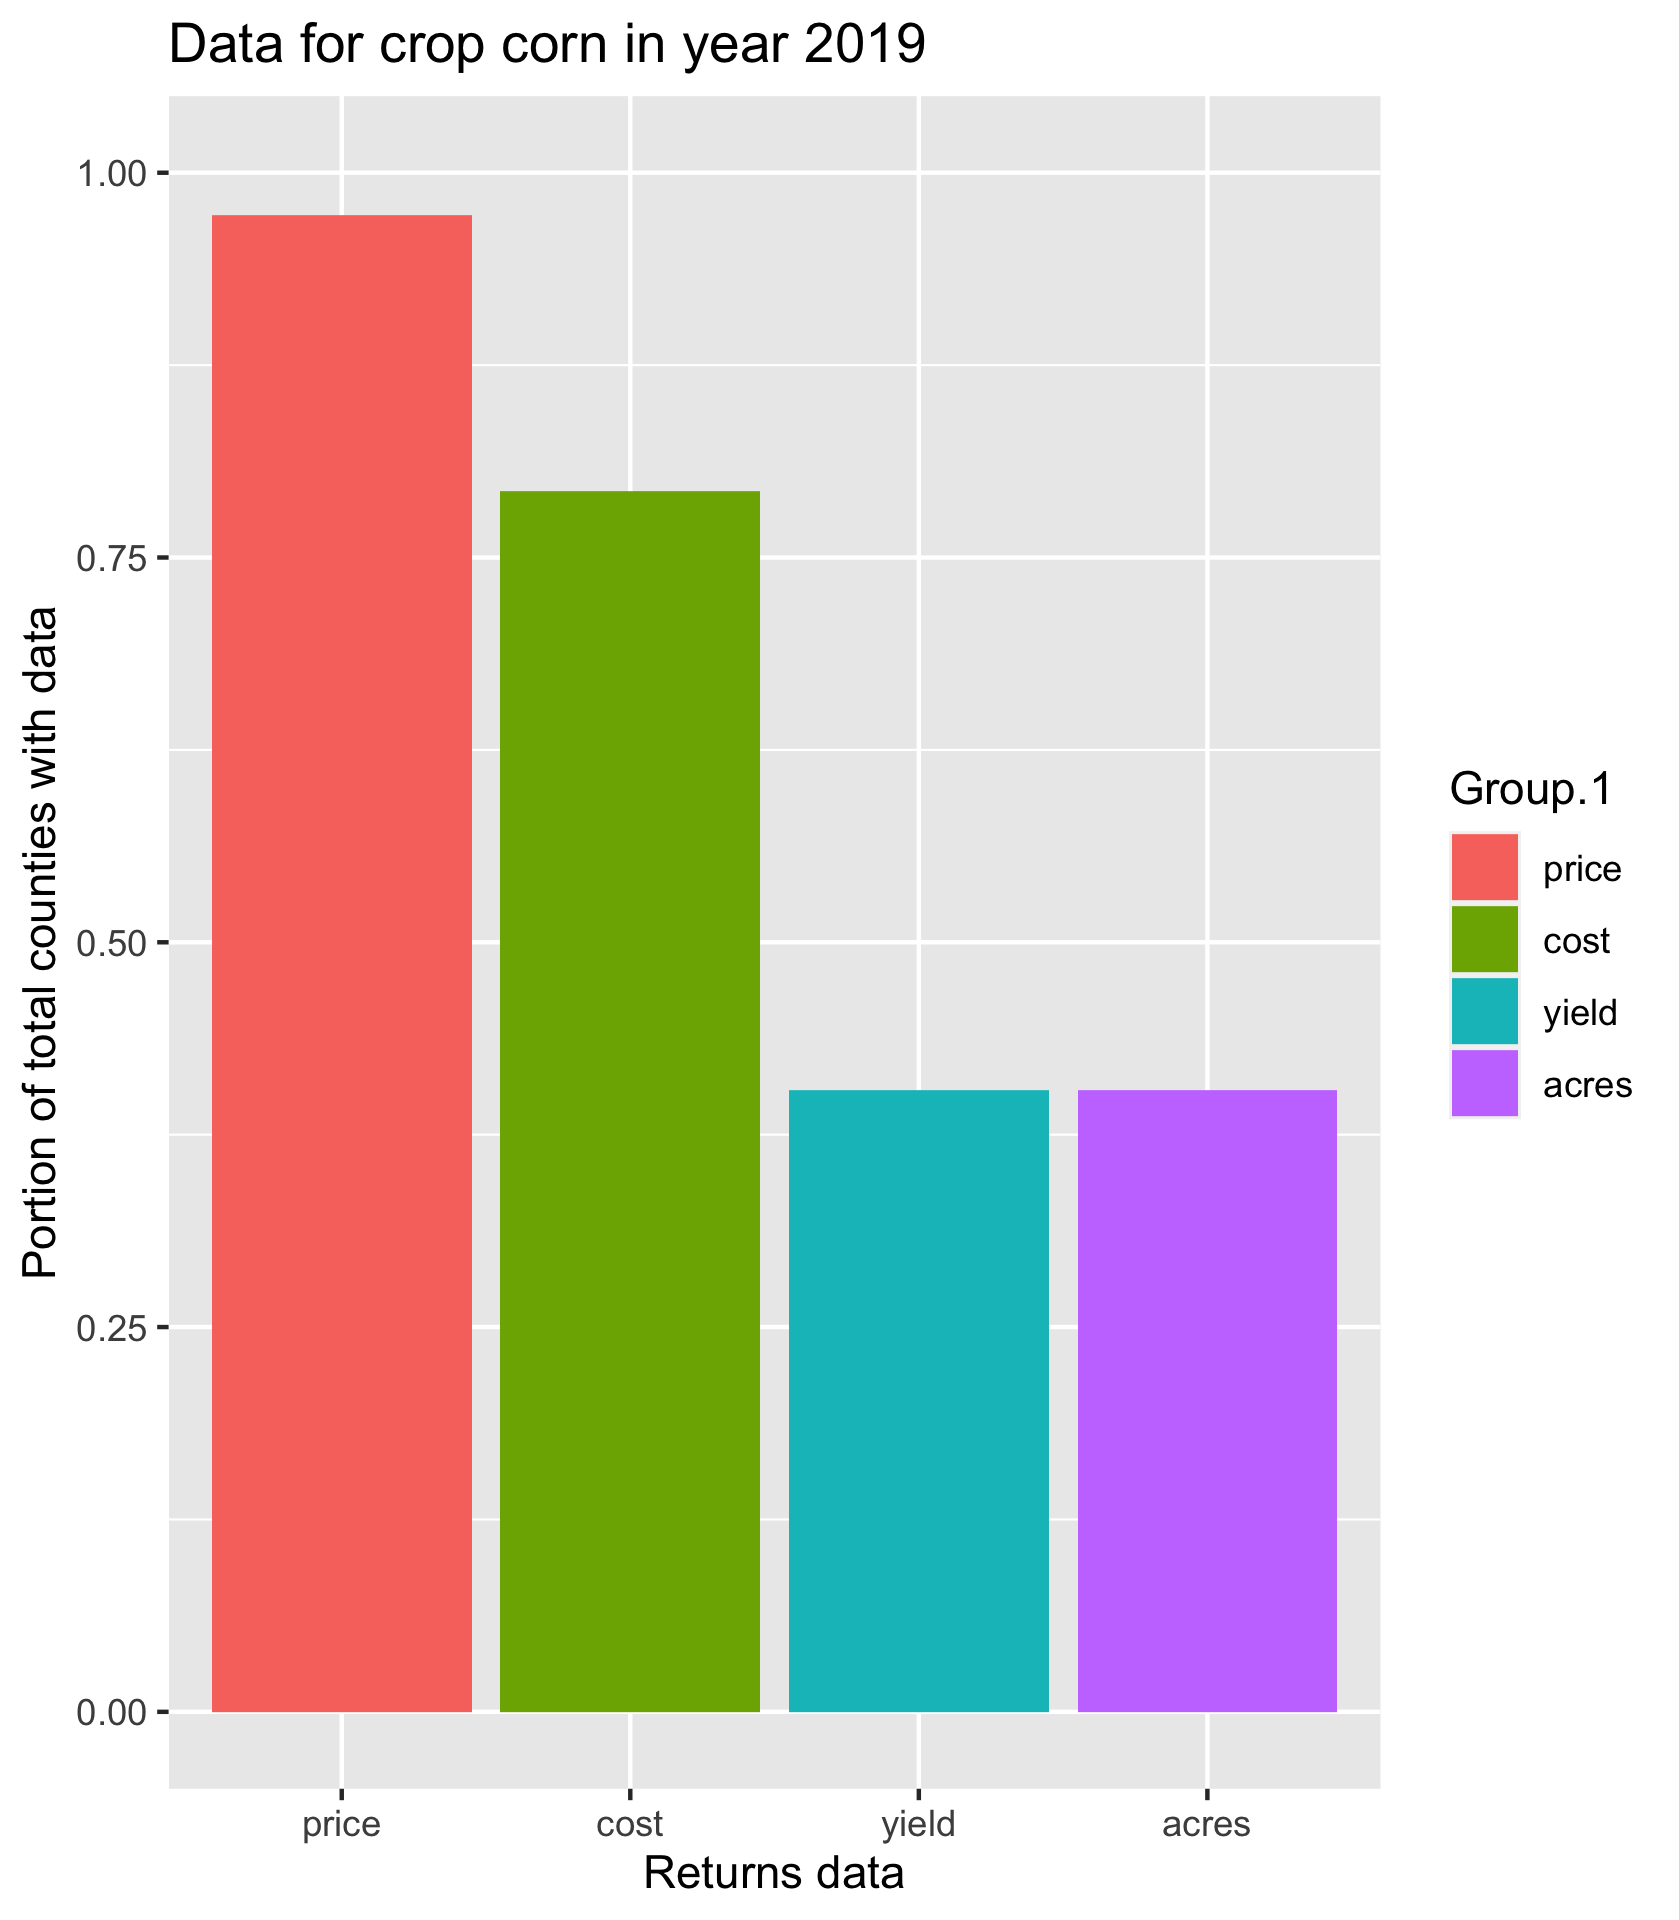 Data for crop corn in year 2019
Portion of total counties with data
1.00
0.75
0.50
0.25
0.00
price
cost
yield
acres
Returns data
Group.1
price
cost
yield
acres